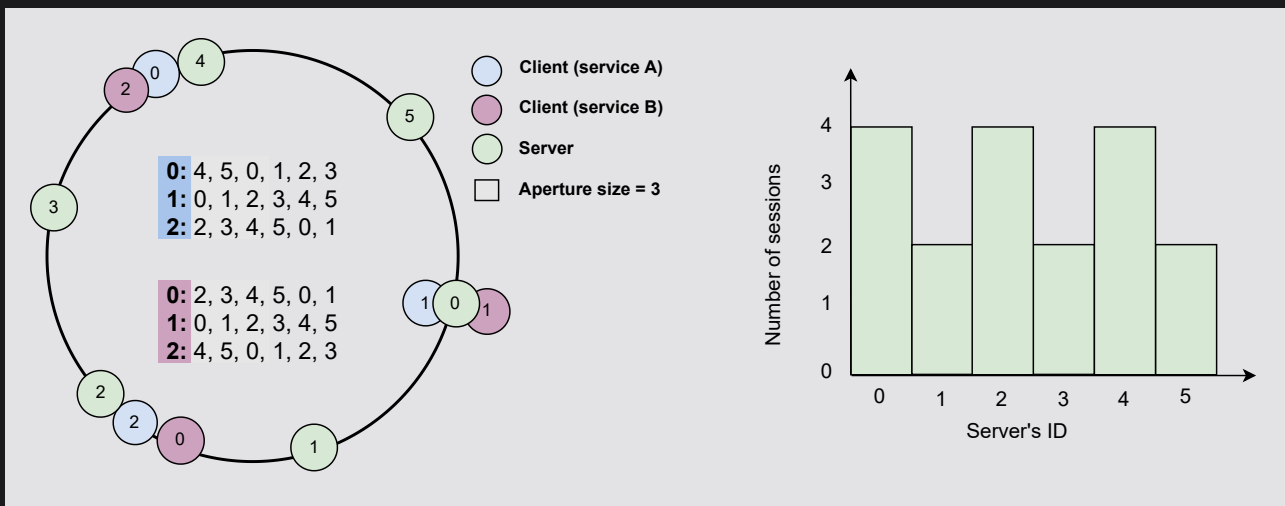 4
0
2
5
3
1
0
1
2
2
0
1
0: 4, 5, 0, 1, 2, 3
1: 0, 1, 2, 3, 4, 5
2: 2, 3, 4, 5, 0, 1
0: 2, 3, 4, 5, 0, 1
1: 0, 1, 2, 3, 4, 5
2: 4, 5, 0, 1, 2, 3
Client (service A)
Client (service B)
Server
Aperture size = 3
Number of sessions
4
3
2
1
0
0 1 2 3 4 5
Server's ID